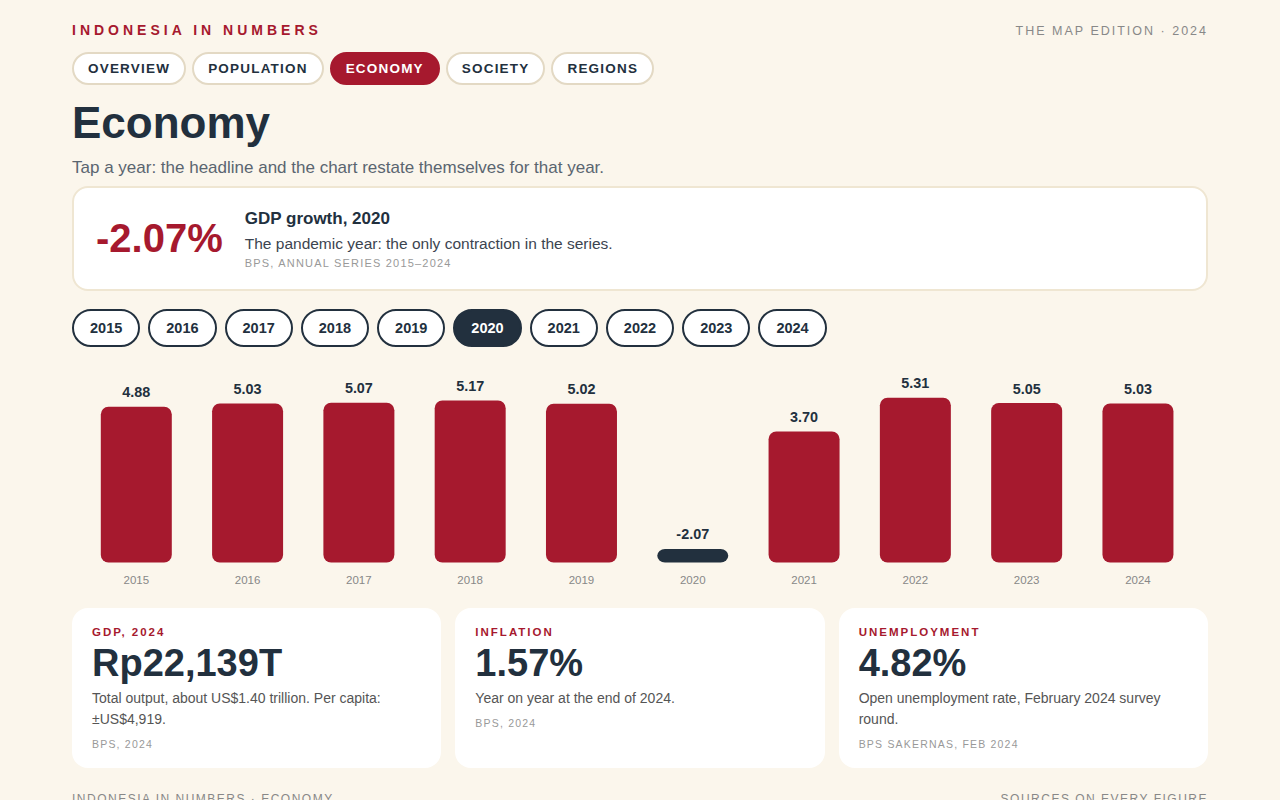 INDONESIA IN NUMBERS
THE MAP EDITION · 2024
OVERVIEW
POPULATION
ECONOMY
SOCIETY
REGIONS
Economy
Tap a year: the headline and the chart restate themselves for that year.
-2.07%
GDP growth, 2020
The pandemic year: the only contraction in the series.
BPS, ANNUAL SERIES 2015–2024
2015 2016 2017 2018 2019 2020 2021 2022 2023 2024
4.88 5.03 5.07 5.17 5.02 -2.07 3.70 5.31 5.05 5.03
2015 2016 2017 2018 2019 2020 2021 2022 2023 2024
GDP, 2024
Rp22,139T
Total output, about US$1.40 trillion. Per capita:
±US$4,919.
BPS, 2024
INFLATION
1.57%
Year on year at the end of 2024.
BPS, 2024
UNEMPLOYMENT
4.82%
Open unemployment rate, February 2024 survey
round.
BPS SAKERNAS, FEB 2024
INDONESIA IN NUMBERS · ECONOMY
SOURCES ON EVERY FIGURE